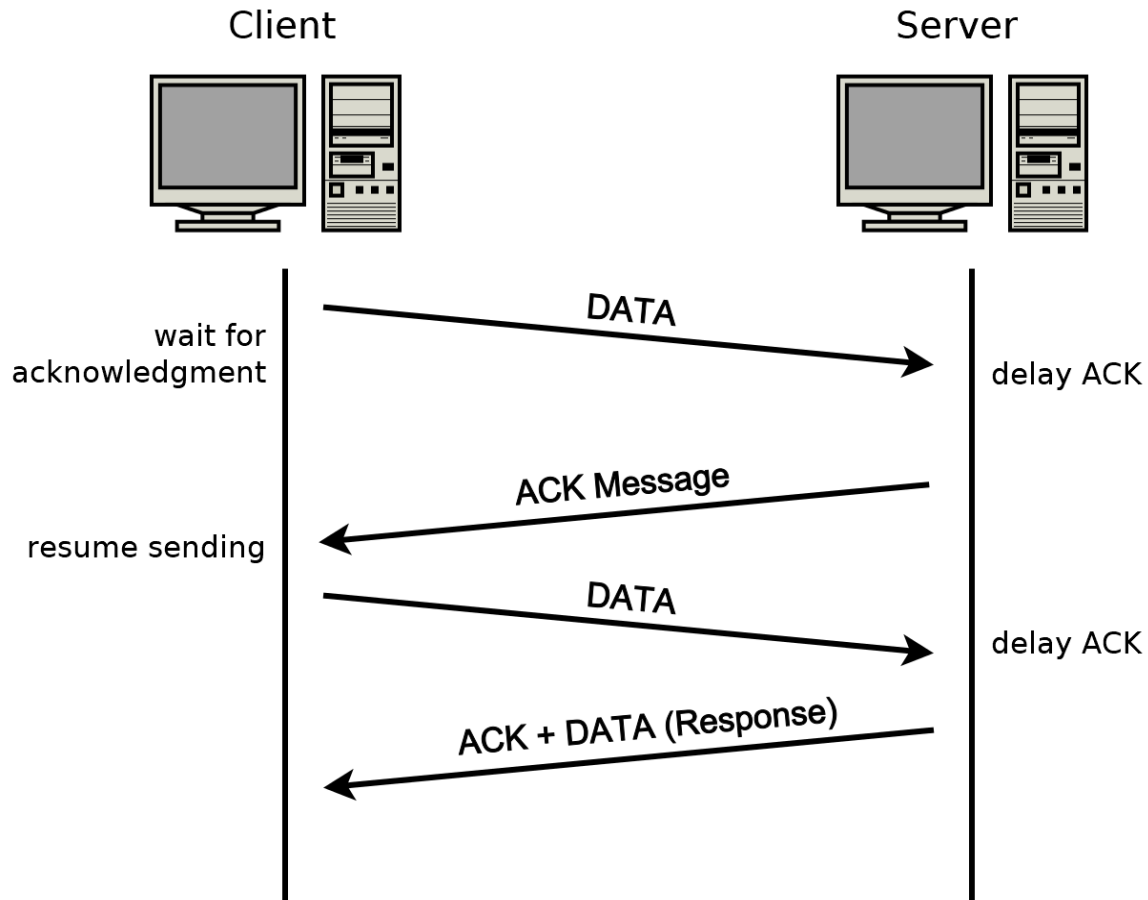 Client
Server
DATA
wait for
acknowledgment
delay ACK
ACK Message
resume sending
DATA
delay ACK
ACK + DATA (Response)